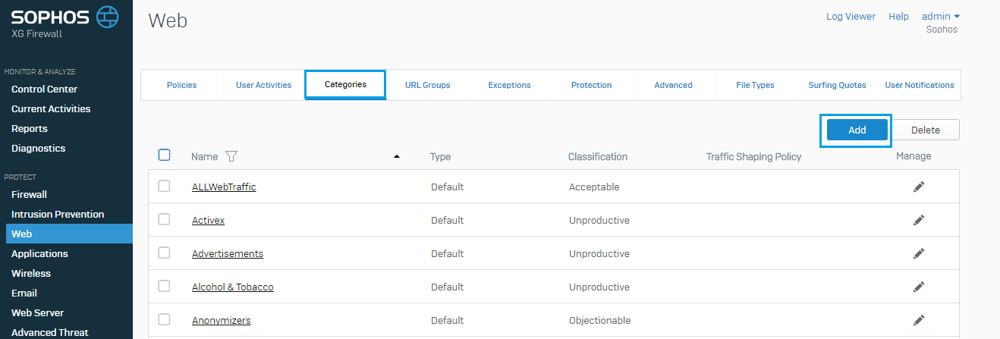 SOPHOS
XG Firewall
MONITOR & ANALYZE
Control Center
Current Activities
Reports
Diagnostics
PROTECT
Firewall
Intrusion Prevention
Web
Applications
Wireless
Email
Web Server
Advanced Threat
Web
Log Viewer Help admin
Sophos
Policies User Activities Categories URL Groups Exceptions Protection Advanced File Types Surfing Quotas User Notifications
Add Delete
Name Type Classification Traffic Shaping Policy Manage
ALLWebTraffic Default Acceptable
Activex Default Unproductive
Advertisements Default Unproductive
Alcohol & Tobacco Default Unproductive
Anonymizers Default Objectionable